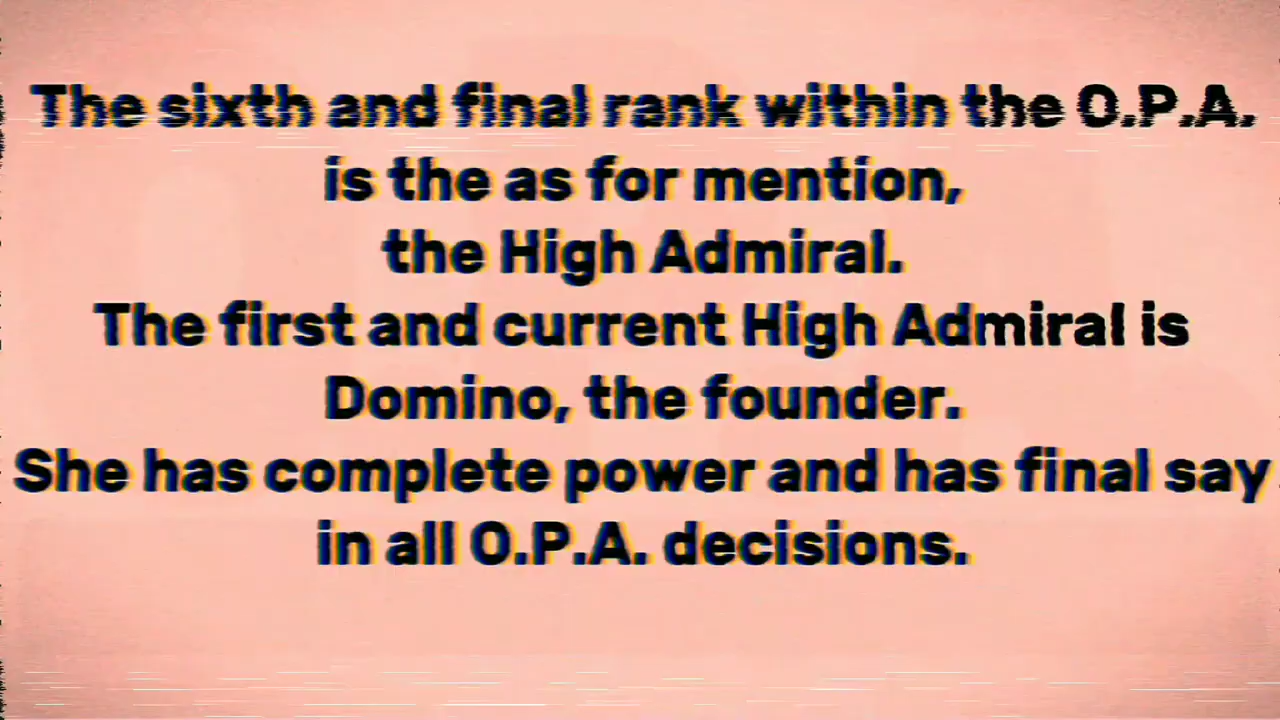 The sixth and final rank within the O.P.A.
is the as for mention,
the High Admiral.
The first and current High Admiral is
Domino, the founder.
She has complete power and has final say
in all O.P.A. decisions.